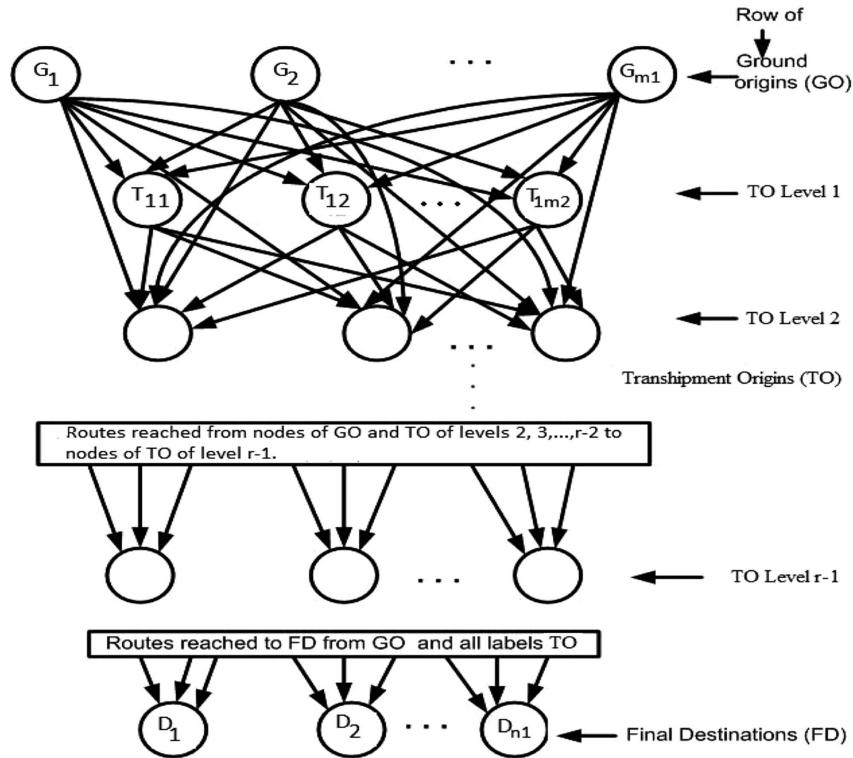 Row of
G1
G2
. . .
Gm1
Ground
origins (GO)
T11
T12
. . .
T1m2
TO Level 1
TO Level 2
. . .
Transhipment Origins (TO)
Routes reached from nodes of GO and TO of levels 2, 3,...,r-2 to
nodes of TO of level r-1.
. . .
TO Level r-1
Routes reached to FD from GO and all labels TO
D1
D2
. . .
Dn1
Final Destinations (FD)